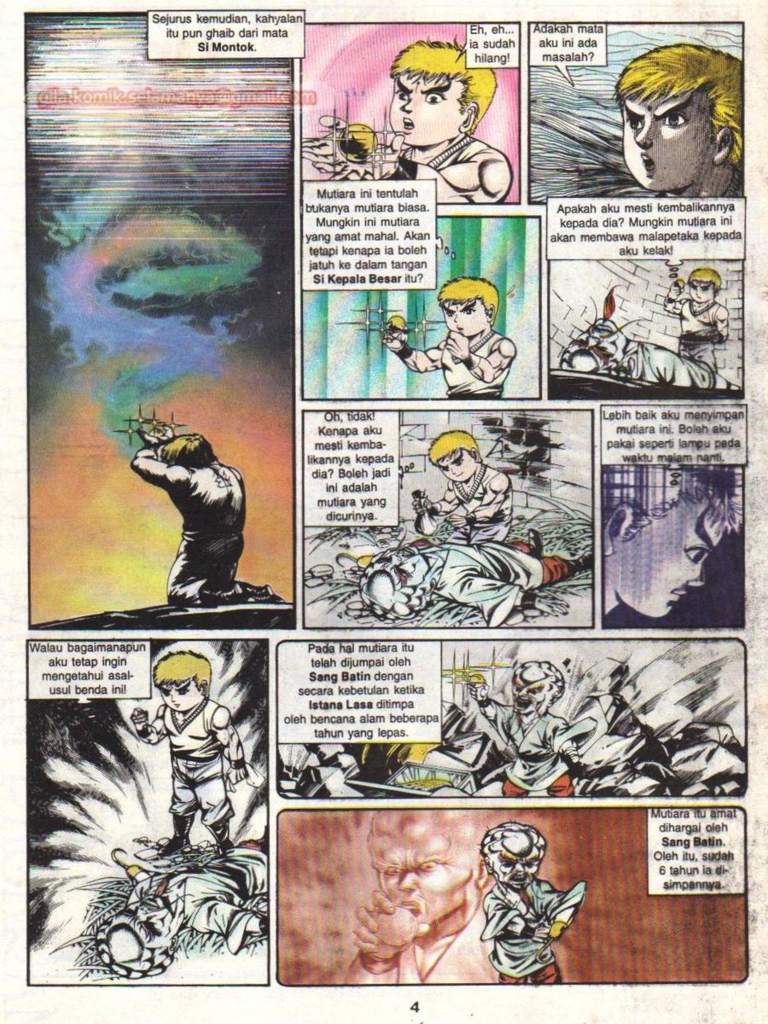 Sejurus kemudian, kahyalan
itu pun ghaib dari mata
Si Montok.
cila.komik.selamanya@gmail.com
Eh, eh...
ia sudah
hilang!
Adakah mata
aku ini ada
masalah?
Mutiara ini tentulah
bukanya mutiara biasa.
Mungkin ini mutiara
yang amat mahal. Akan
tetapi kenapa ia boleh
jatuh ke dalam tangan
Si Kepala Besar itu?
Apakah aku mesti kembalikannya
kepada dia? Mungkin mutiara ini
akan membawa malapetaka kepada
aku kelak!
Oh, tidak!
Kenapa aku
mesti kemba-
likannya kepada
dia? Boleh jadi
ini adalah
mutiara yang
dicurinya.
Lebih baik aku menyimpan
mutiara ini. Boleh aku
pakai seperti lampu pada
waktu malam nanti.
Walau bagaimanapun
aku tetap ingin
mengetahui asal-
usul benda ini!
Pada hal mutiara itu
telah dijumpai oleh
Sang Batin dengan
secara kebetulan ketika
Istana Lasa ditimpa
oleh bencana alam beberapa
tahun yang lepas.
Mutiara itu amat
dihargai oleh
Sang Batin.
Oleh itu, sudah
6 tahun ia di-
simpannya.
4